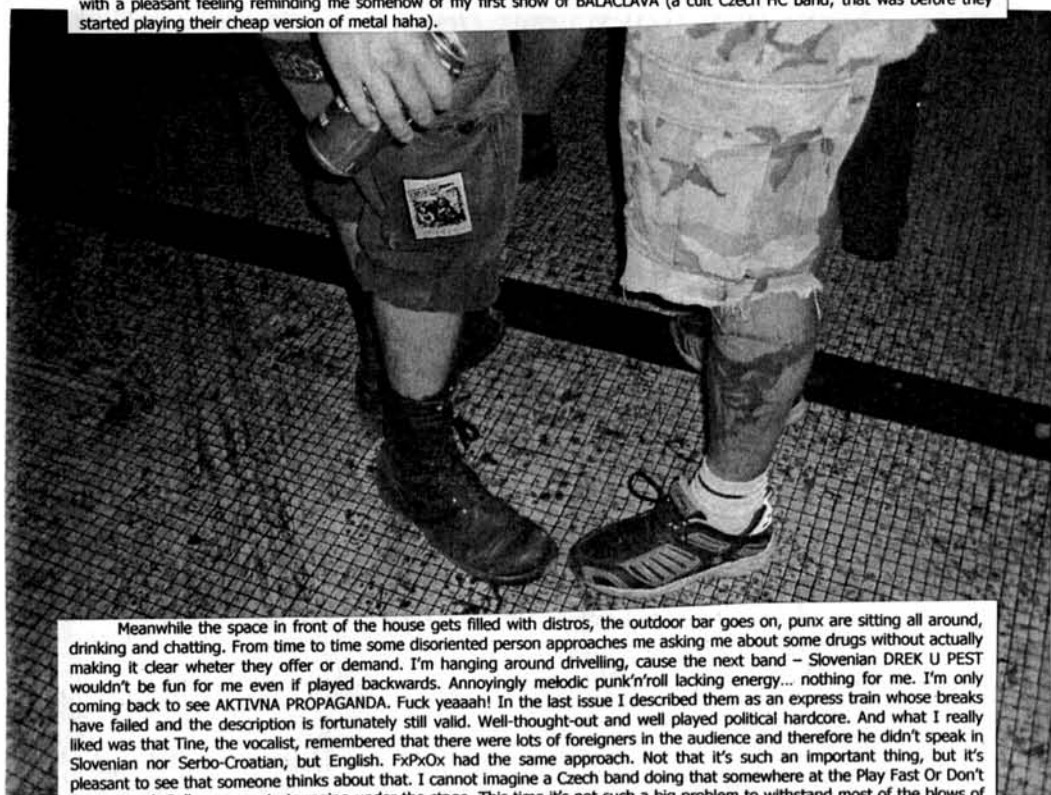 with a pleasant feeling reminding me somehow of my first show of BALACLAVA (a cult Czech HC band, that was before they
started playing their cheap version of metal haha).
Meanwhile the space in front of the house gets filled with distros, the outdoor bar goes on, punx are sitting all around,
drinking and chatting. From time to time some disoriented person approaches me asking me about some drugs without actually
making it clear wheter they offer or demand. I'm hanging around drivelling, cause the next band – Slovenian DREK U PEST
wouldn't be fun for me even if played backwards. Annoyingly melodic punk'n'roll lacking energy... nothing for me. I'm only
coming back to see AKTIVNA PROPAGANDA. Fuck yeaaah! In the last issue I described them as an express train whose breaks
have failed and the description is fortunately still valid. Well-thought-out and well played political hardcore. And what I really
liked was that Tine, the vocalist, remembered that there were lots of foreigners in the audience and therefore he didn't speak in
Slovenian nor Serbo-Croatian, but English. FxPxOx had the same approach. Not that it's such an important thing, but it's
pleasant to see that someone thinks about that. I cannot imagine a Czech band doing that somewhere at the Play Fast Or Don't
under the stage. This time it's not such a big problem to withstand most of the blows of